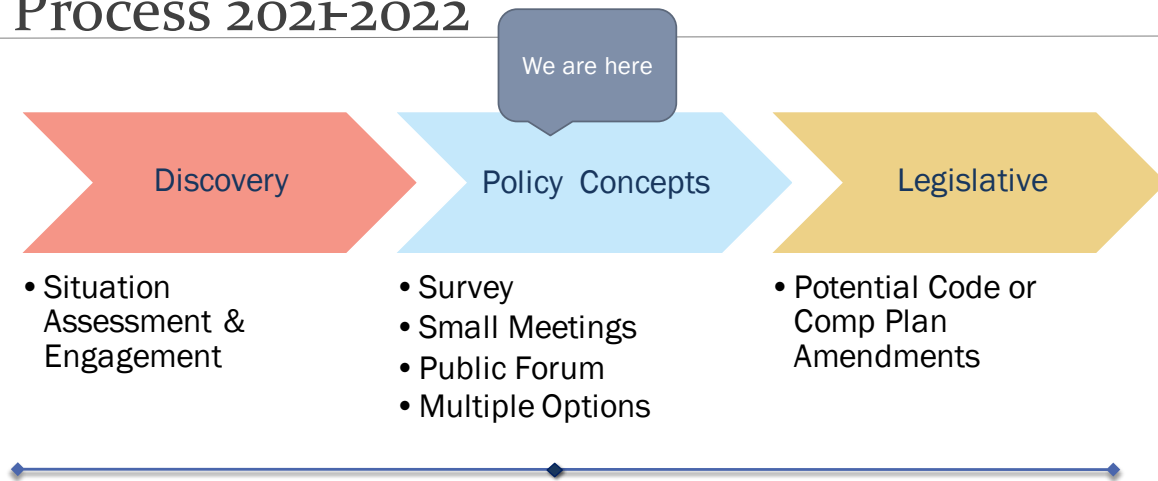 Process 2021-2022
We are here
Discovery
Policy Concepts
Legislative
• Situation
Assessment &
Engagement
• Survey
• Small Meetings
• Public Forum
• Multiple Options
• Potential Code or
Comp Plan
Amendments